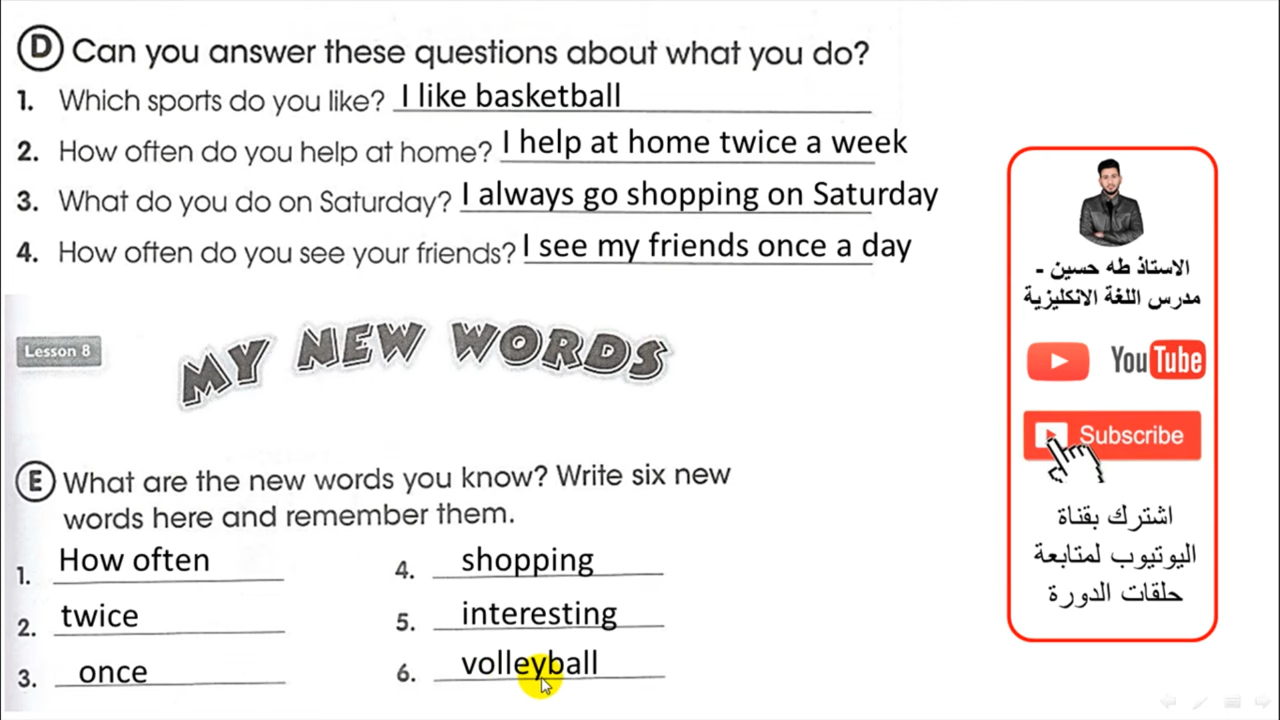 D Can you answer these questions about what you do?
1. Which sports do you like? I like basketball
2. How often do you help at home? I help at home twice a week
3. What do you do on Saturday? I always go shopping on Saturday
4. How often do you see your friends? I see my friends once a day
Lesson 8
MY NEW WORDS
E What are the new words you know? Write six new
words here and remember them.
1. How often
2. twice
3. once
4. shopping
5. interesting
6. volleyball
الاستاذ طه حسين -
مدرس اللغة الانكليزية
YouTube
Subscribe
اشترك بقناة
اليوتيوب لمتابعة
حلقات الدورة